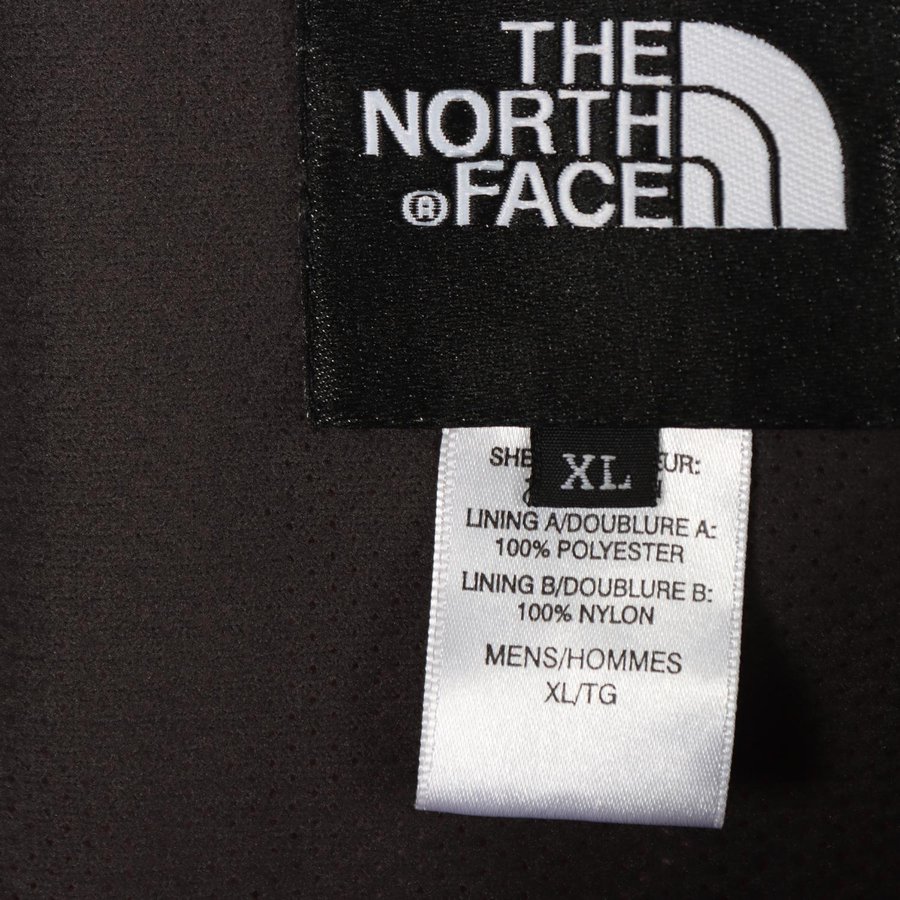 THE
NORTH
® FACE
XL
LINING A/DOUBLURE A:
100% POLYESTER
LINING B/DOUBLURE B:
100% NYLON
MENS/HOMMES
XL/TG